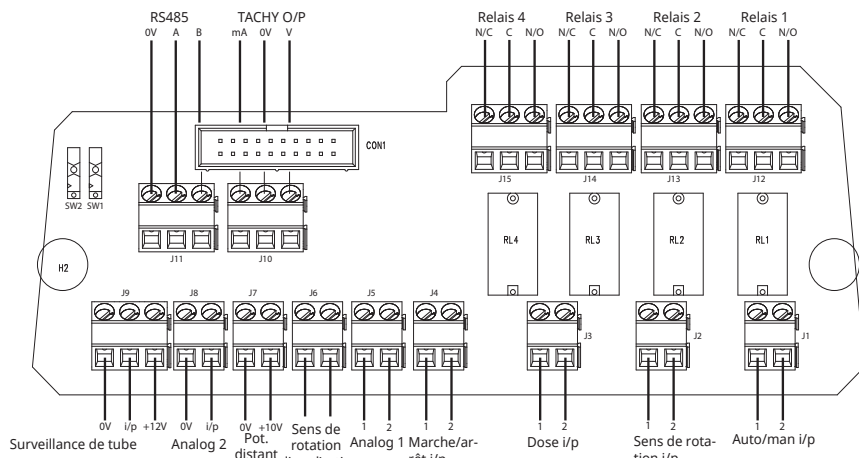 RS485 TACHY O/P Relais 4 Relais 3 Relais 2 Relais 1
0V A B mA 0V V N/C C N/O N/C C N/O N/C C N/O N/C C N/O
CON1
J15 J14 J13 J12
SW2 SW1
J11 J10
RL4 RL3 RL2 RL1
H2
J9 J8 J7 J6 J5 J4
J3 J2 J1
0V i/p +12V 0V i/p 0V +10V 1 2 1 2 1 2 1 2 1 2
Surveillance de tube Analog 2 Pot. distant
Sens de
rotation
Analog 1 Marche/ar-
rêt i/p
Dose i/p
Sens de rota-
tion i/p
Auto/man i/p